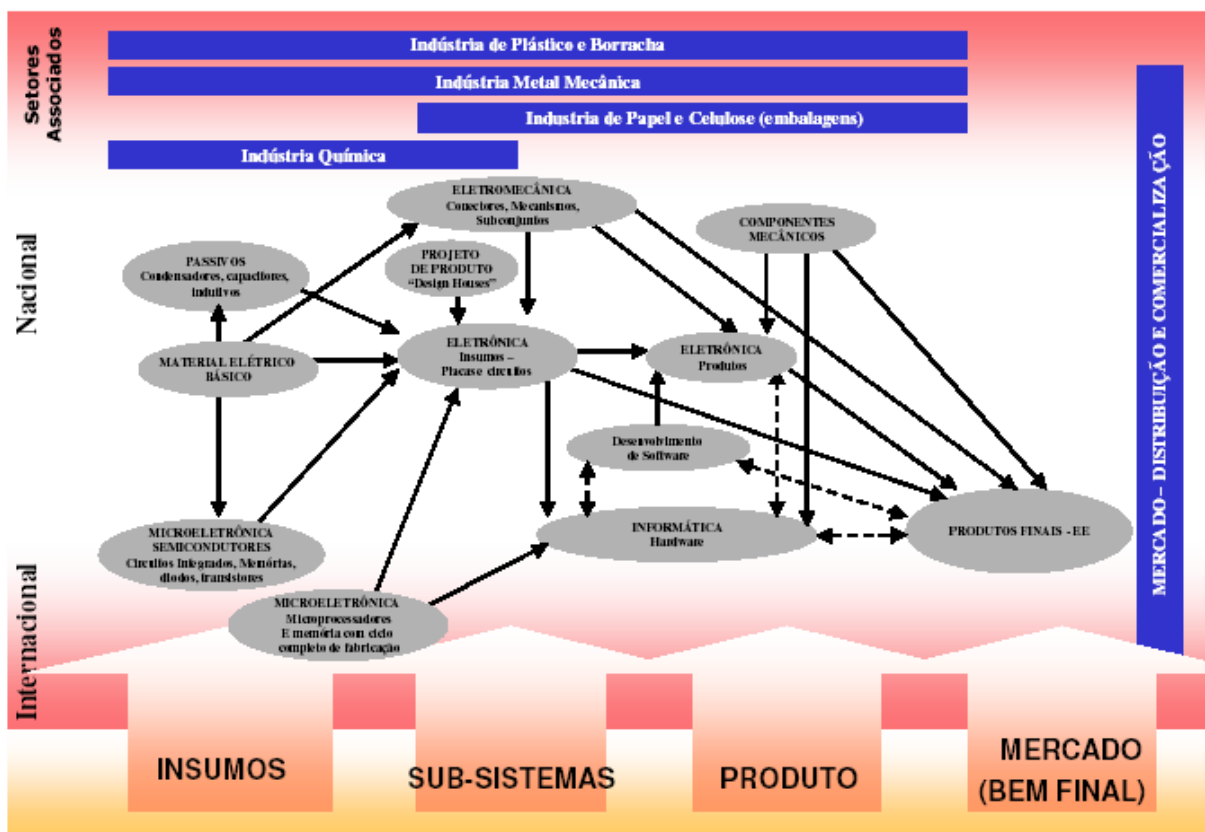 Setores
Associados
Indústria de Plástico e Borracha
Indústria Metal Mecânica
Industria de Papel e Celulose (embalagens)
Indústria Química
MERCADO – DISTRIBUIÇÃO E COMERCIALIZAÇÃO
Nacional
Internacional
ELETROMECÂNICA
Conectores, Mecanismos,
Subconjuntos
COMPONENTES
MECÂNICOS
PASSIVOS
Condensadores, capacitores,
indutivos
PROJETO
DE PRODUTO
“Design Houses”
MATERIAL ELÉTRICO
BÁSICO
ELETRÔNICA
Insumos –
Placas e circuitos
ELETRÔNICA
Produtos
Desenvolvimento
de Software
MICROELETRÔNICA
SEMICONDUTORES
Circuitos Integrados, Memórias,
diodos, transistores
INFORMÁTICA
Hardware
PRODUTOS FINAIS - EE
MICROELETRÔNICA
Microprocessadores
E memória com ciclo
completo de fabricação
INSUMOS
SUB-SISTEMAS
PRODUTO
MERCADO
(BEM FINAL)